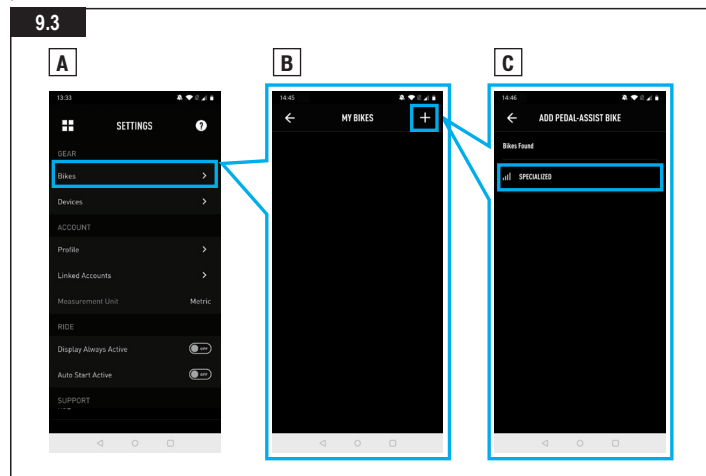 9.3
A
13:33
SETTINGS
?
GEAR
Bikes
Devices
ACCOUNT
Profile
Linked Accounts
Measurement Unit Metric
RIDE
Display Always Active OFF
Auto Start Active OFF
SUPPORT
B
14:45
MY BIKES
C
14:46
ADD PEDAL-ASSIST BIKE
Bikes Found
SPECIALIZED